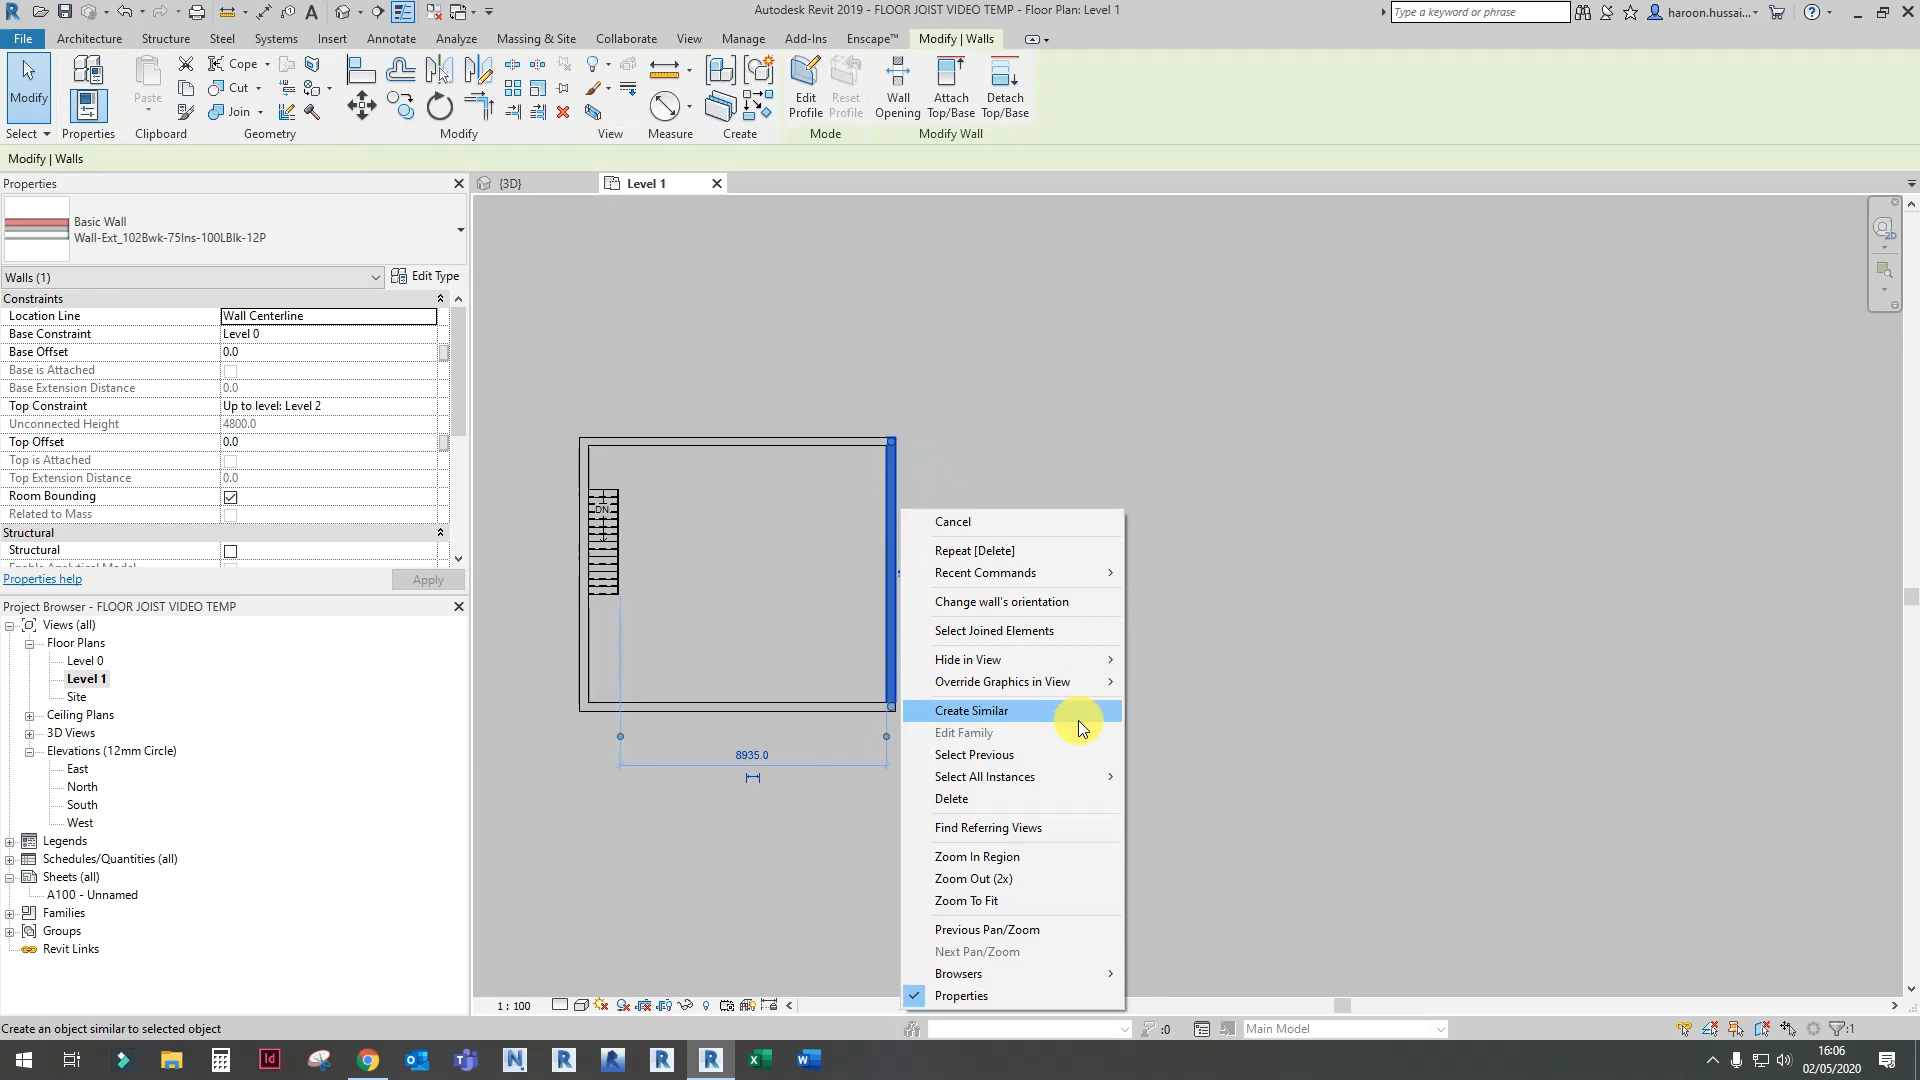 Autodesk Revit 2019 - FLOOR JOIST VIDEO TEMP - Floor Plan: Level 1
Type a keyword or phrase
haroon.hussai...
File Architecture Structure Steel Systems Insert Annotate Analyze Massing & Site Collaborate View Manage Add-Ins Enscape™ Modify | Walls
Modify
Paste
Cope
Cut
Join
Edit Profile
Reset Profile
Wall Opening
Attach Top/Base
Detach Top/Base
Select Properties Clipboard Geometry Modify View Measure Create Mode Modify Wall
Modify | Walls
Properties
{3D}
Level 1
Basic Wall
Wall-Ext_102Bwk-75Ins-100LBlk-12P
Walls (1)
Edit Type
Constraints
Location Line Wall Centerline
Base Constraint Level 0
Base Offset 0.0
Base is Attached
Base Extension Distance 0.0
Top Constraint Up to level: Level 2
Unconnected Height 4800.0
Top Offset 0.0
Top is Attached
Top Extension Distance 0.0
Room Bounding
Related to Mass
Structural
Structural
Properties help
Apply
Project Browser - FLOOR JOIST VIDEO TEMP
Views (all)
Floor Plans
Level 0
Level 1
Site
Ceiling Plans
3D Views
Elevations (12mm Circle)
East
North
South
West
Legends
Schedules/Quantities (all)
Sheets (all)
A100 - Unnamed
Families
Groups
Revit Links
2D
DN
8935.0
Cancel
Repeat [Delete]
Recent Commands
Change wall's orientation
Select Joined Elements
Hide in View
Override Graphics in View
Create Similar
Edit Family
Select Previous
Select All Instances
Delete
Find Referring Views
Zoom In Region
Zoom Out (2x)
Zoom To Fit
Previous Pan/Zoom
Next Pan/Zoom
Browsers
Properties
1 : 100
Create an object similar to selected object
:0
Main Model
:1
16:06
02/05/2020